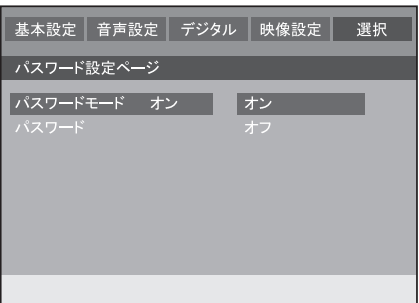 基本設定 音声設定 デジタル 映像設定 選択
パスワード設定ページ
パスワードモード オン オン
パスワード オフ